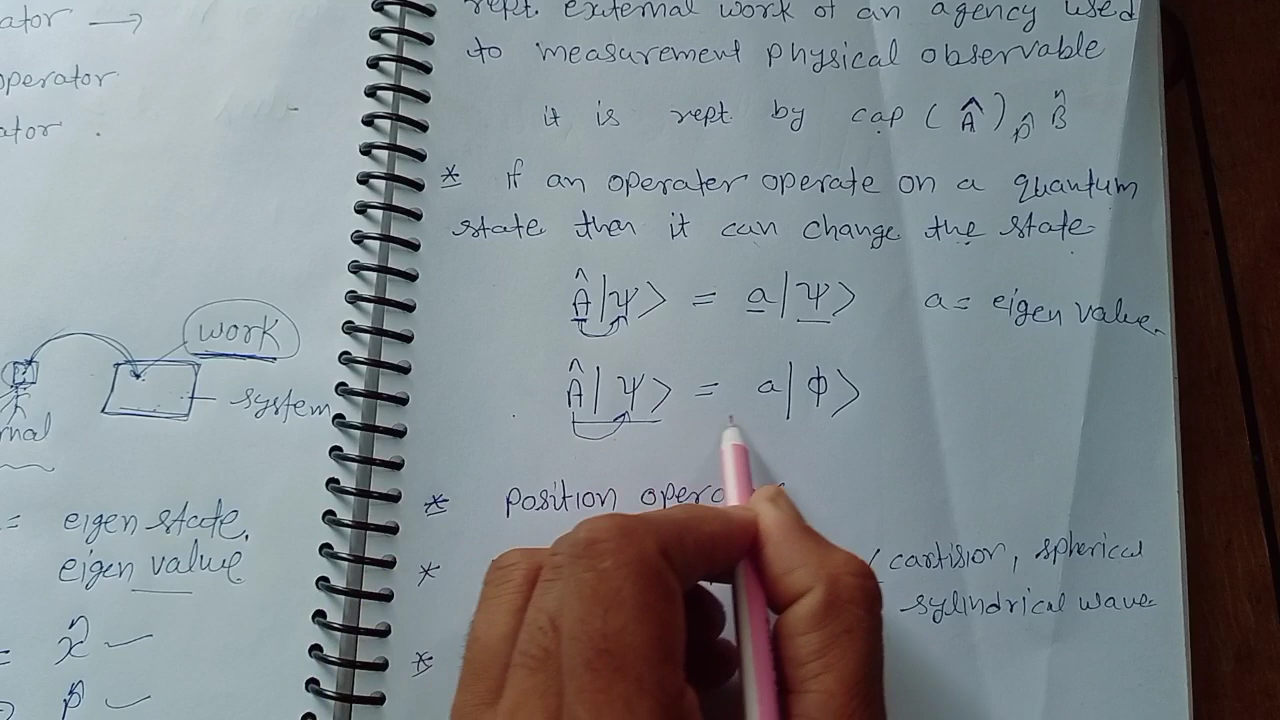 ator →
operator
ator .
work
system
rnal
= eigen state.
eigen value
= x̂
p̂
rept. external work of an agency used
to measurement physical observable
it is rept. by cap (Â) p̂ B̂
* if an operater operate on a quantum
state then it can change the state
Â|ψ> = a|ψ> a = eigen value.
Â|ψ> = a|φ>
* position opera
* / cartision, spherical
sylindrical wave
*